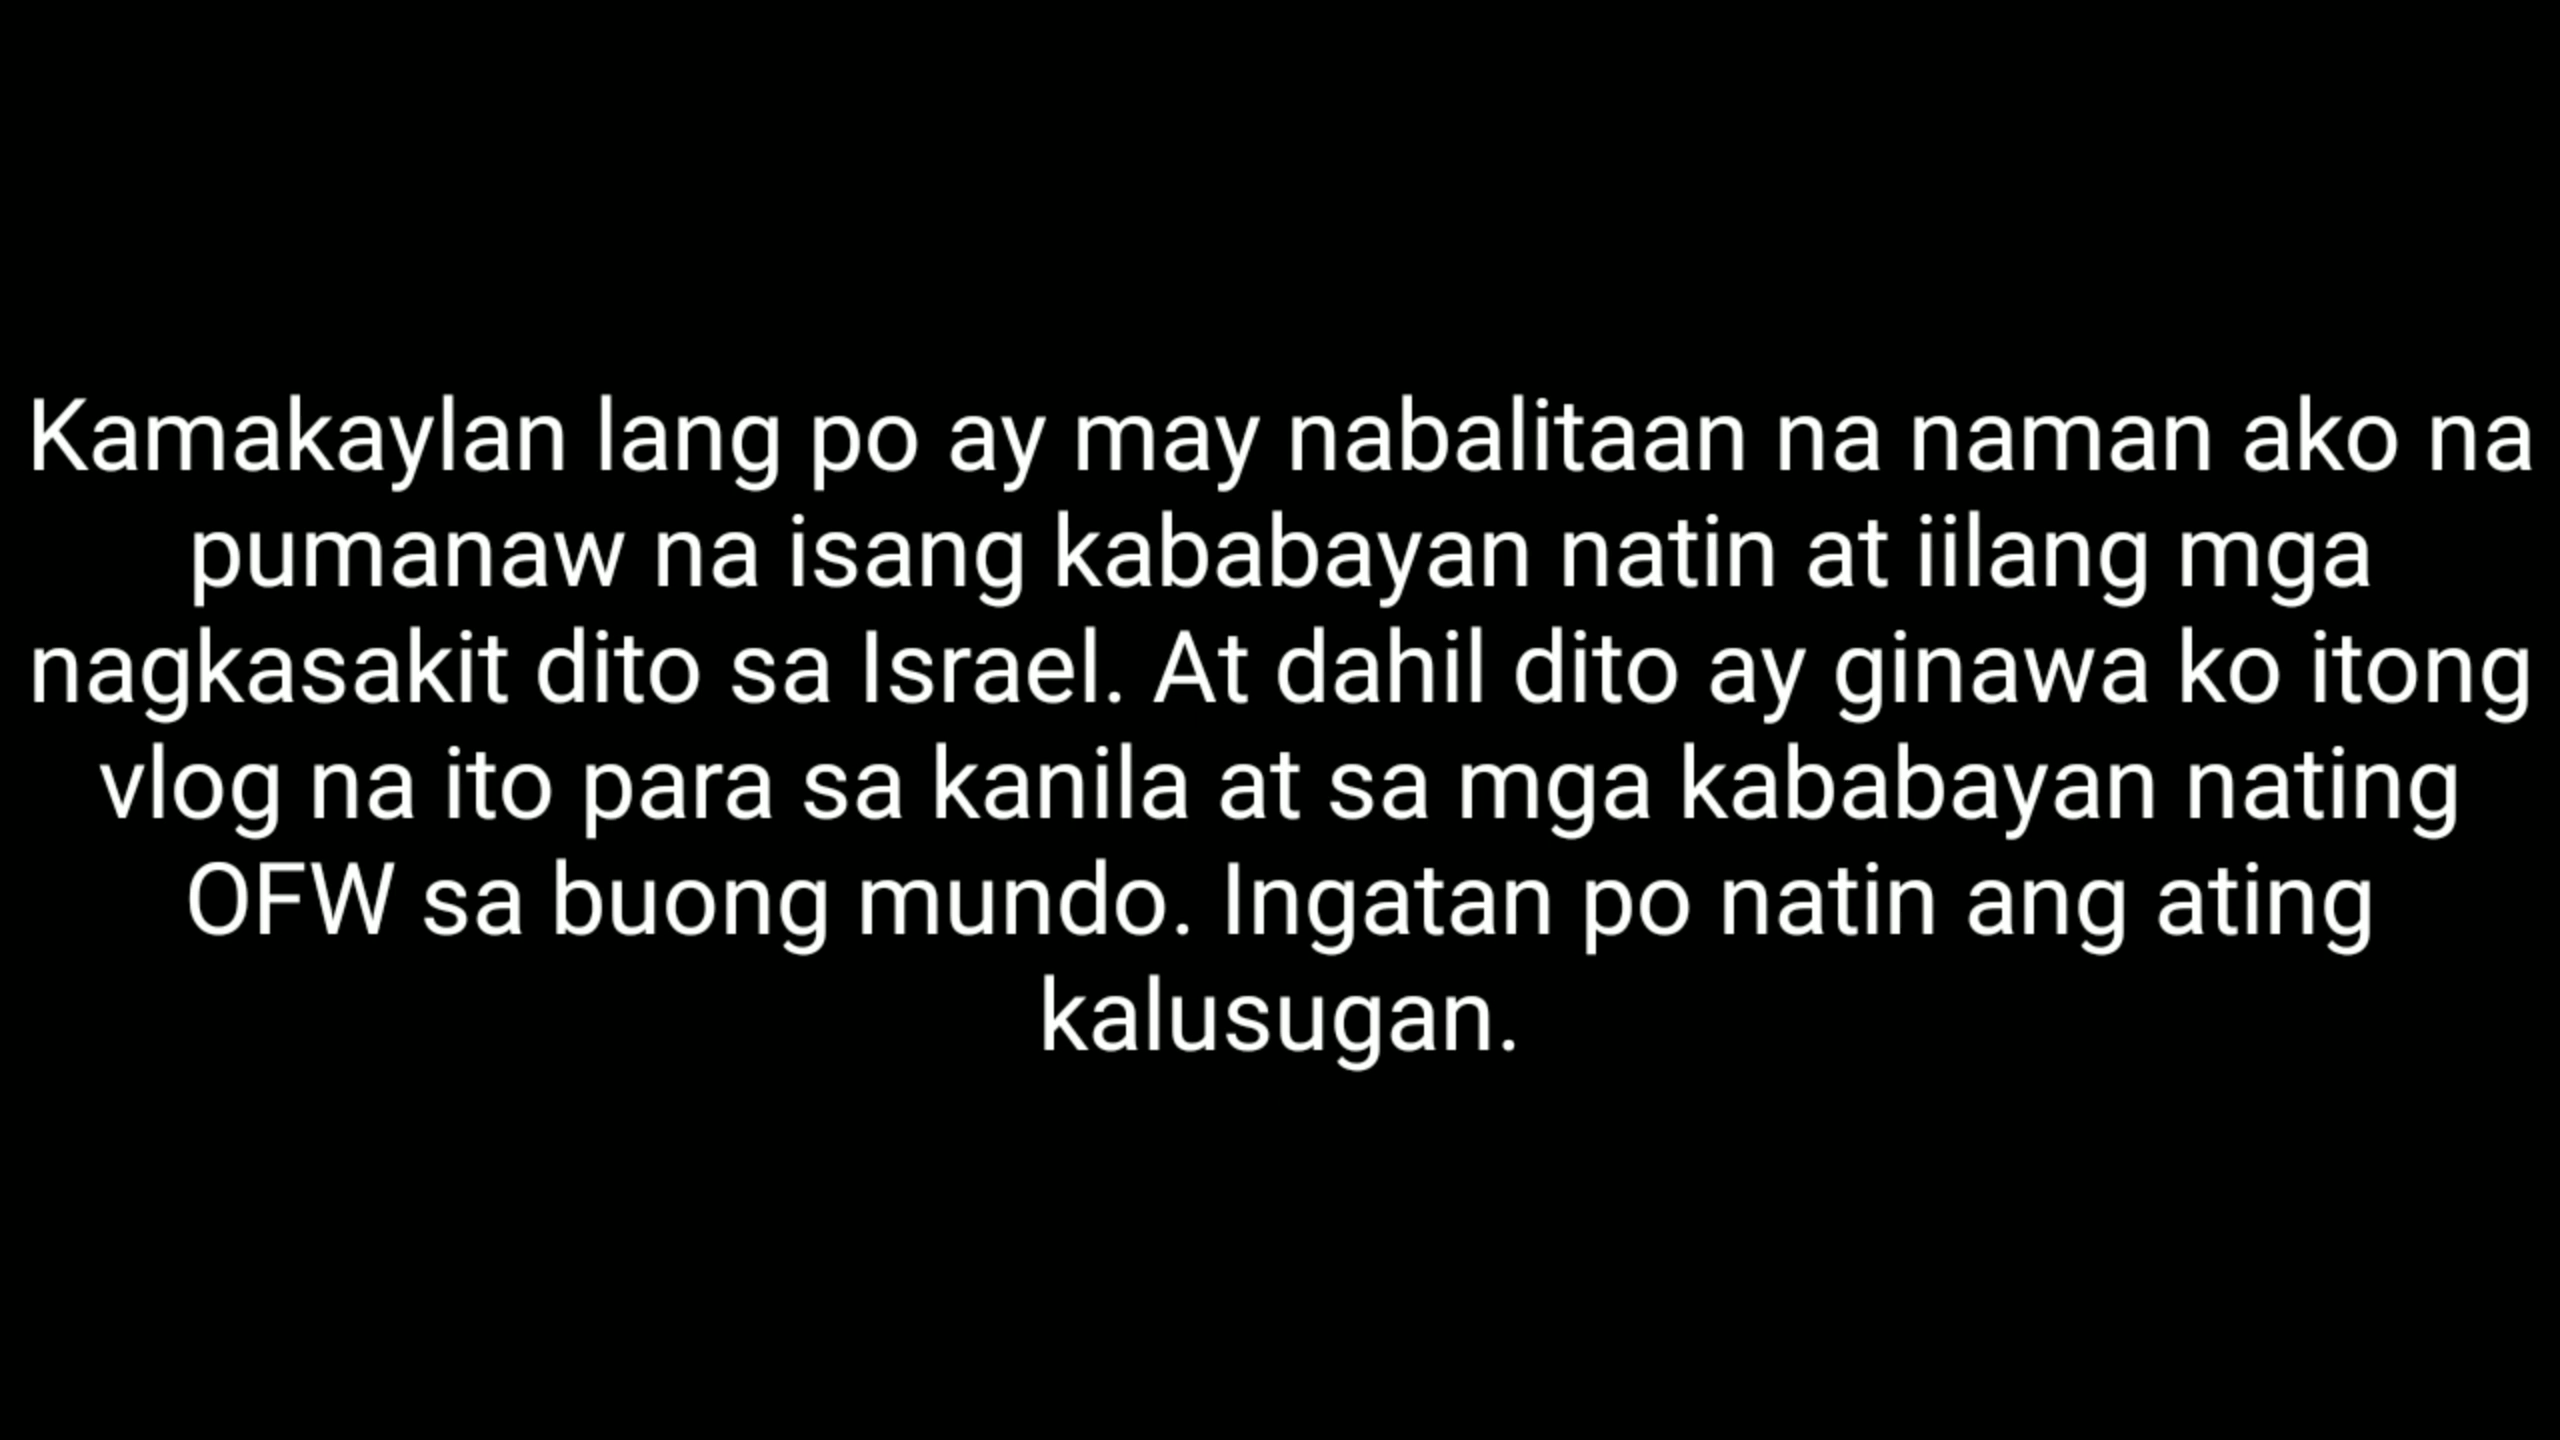 Kamakaylan lang po ay may nabalitaan na naman ako na
pumanaw na isang kababayan natin at iilang mga
nagkasakit dito sa Israel. At dahil dito ay ginawa ko itong
vlog na ito para sa kanila at sa mga kababayan nating
OFW sa buong mundo. Ingatan po natin ang ating
kalusugan.